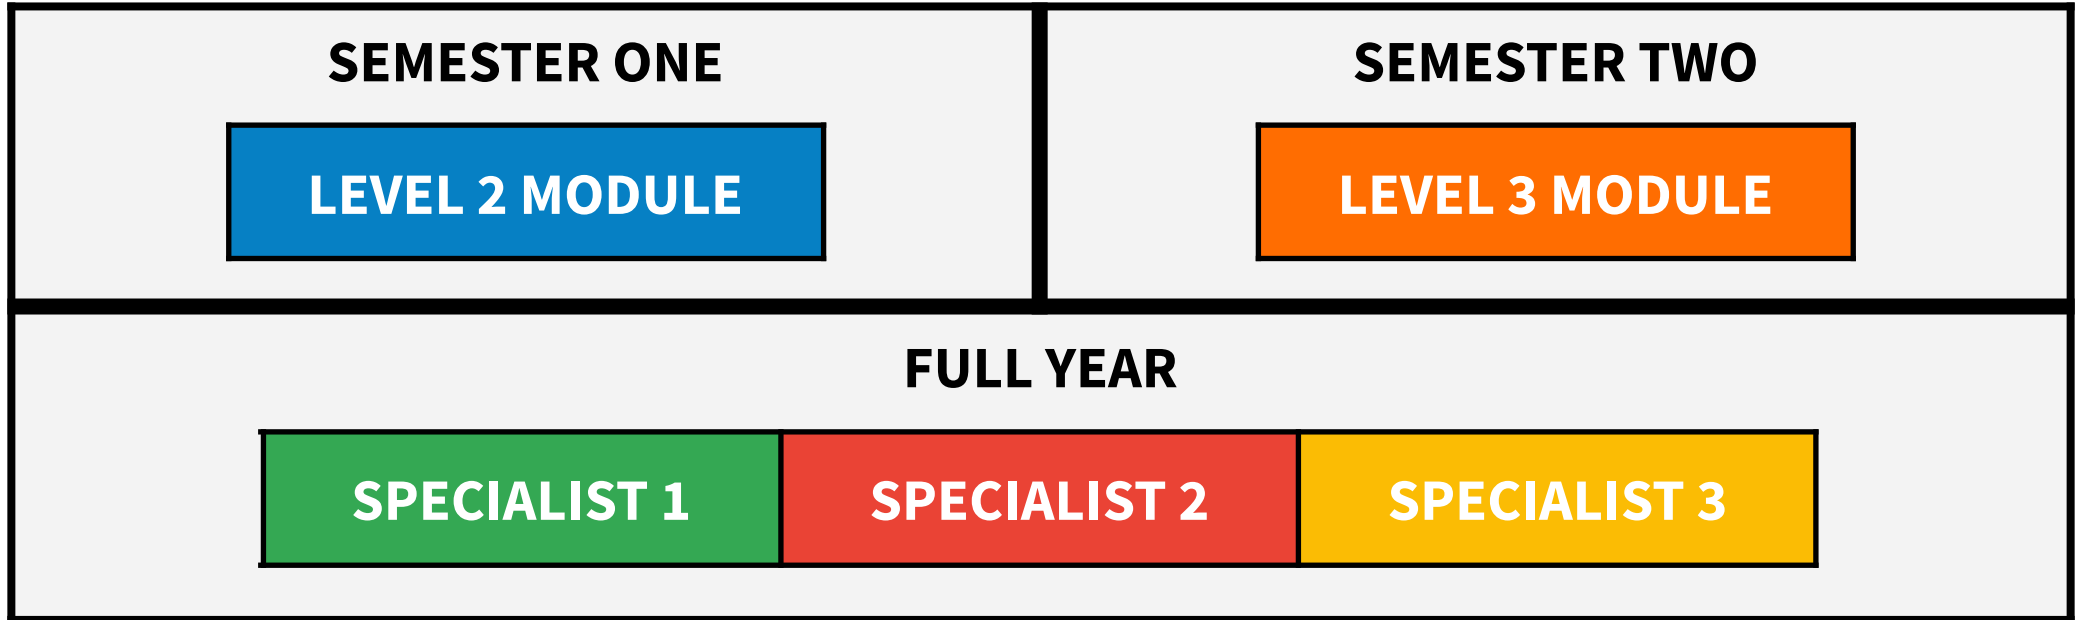 SEMESTER ONE
SEMESTER TWO
LEVEL 2 MODULE
LEVEL 3 MODULE
FULL YEAR
SPECIALIST 1
SPECIALIST 2
SPECIALIST 3